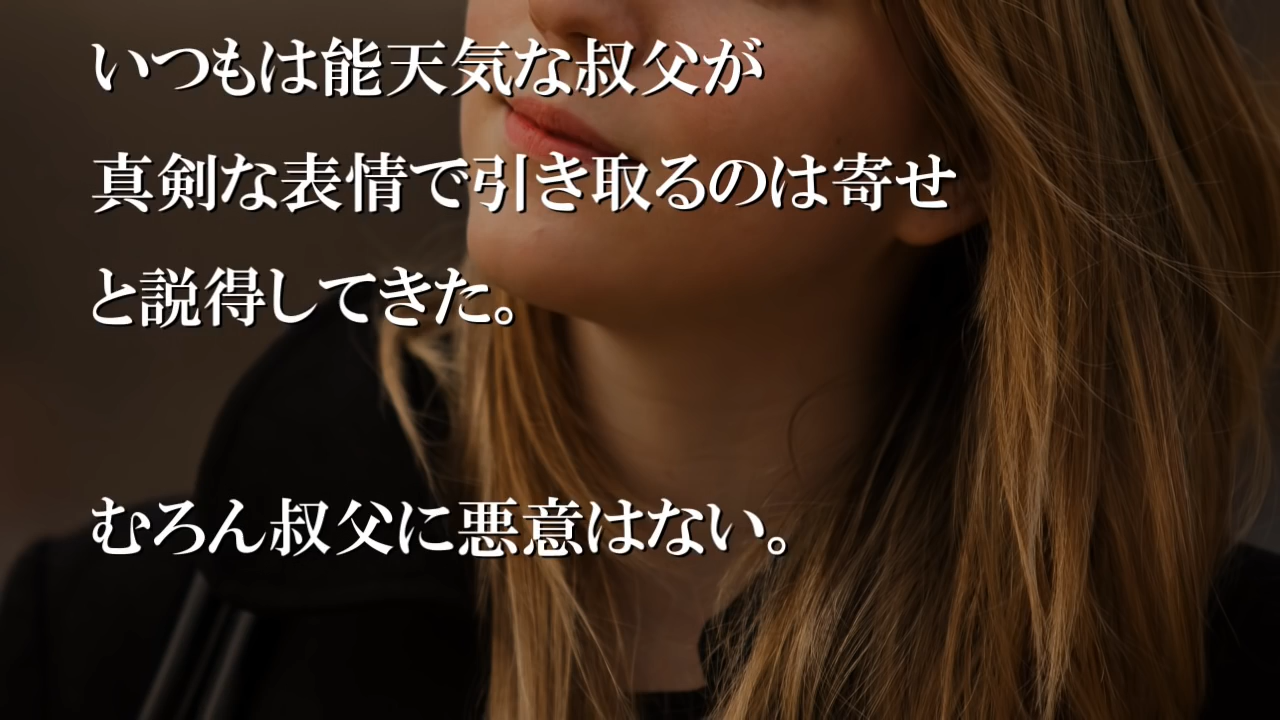 いつもは能天気な叔父が
真剣な表情で引き取るのは寄せ
と説得してきた。
むろん叔父に悪意はない。